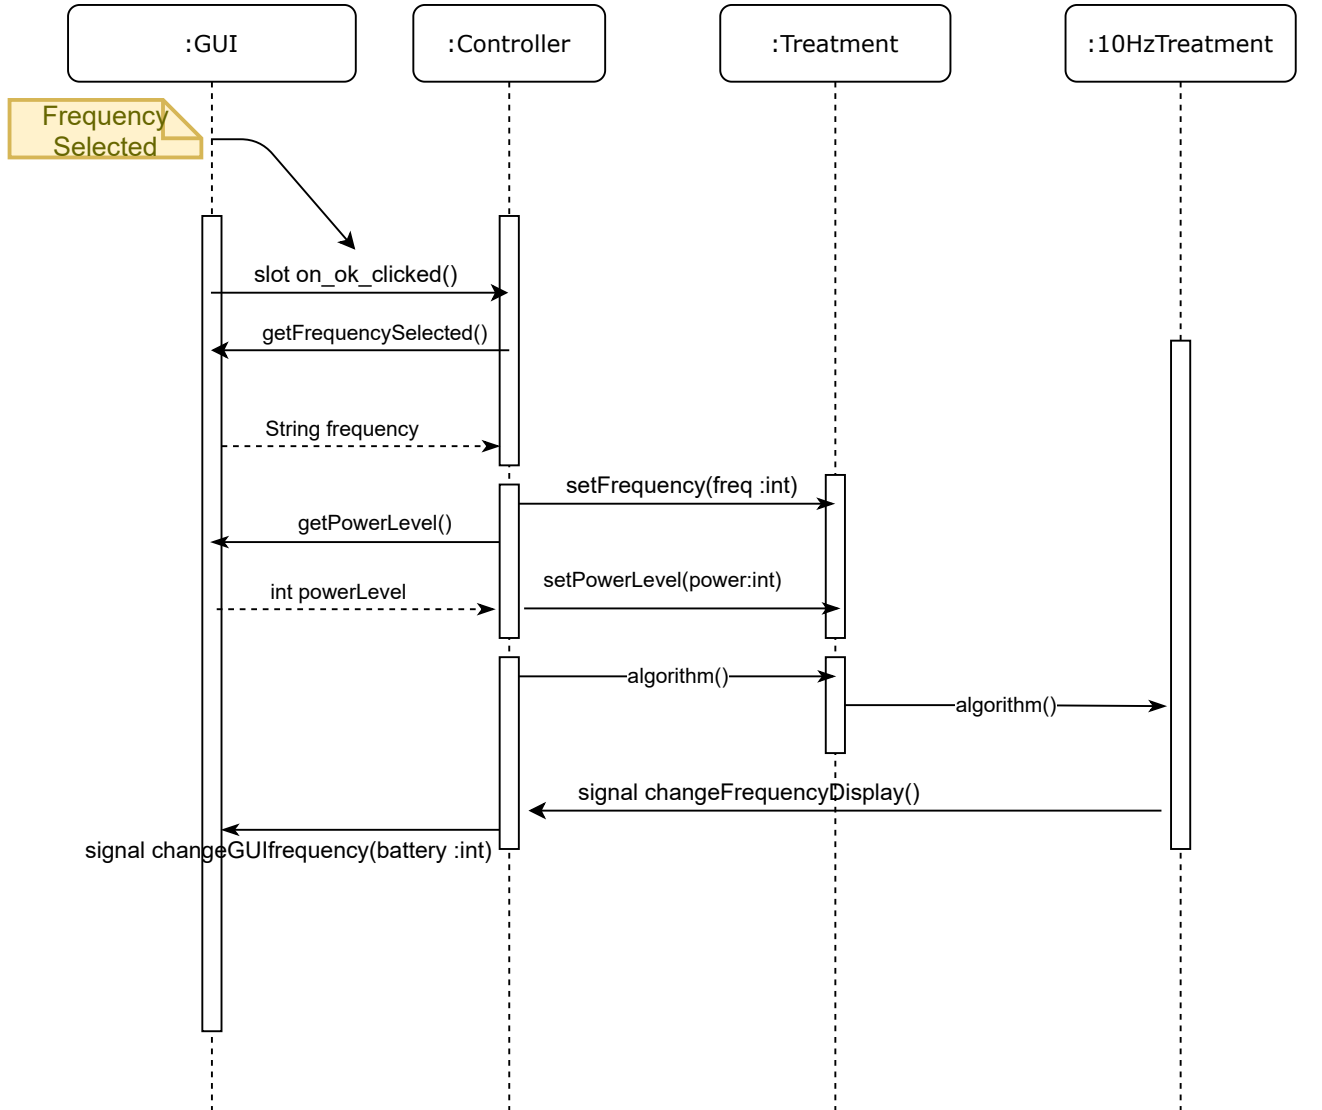 :GUI
:Controller
:Treatment
:10HzTreatment
Frequency
Selected
slot on_ok_clicked()
getFrequencySelected()
String frequency
setFrequency(freq :int)
getPowerLevel()
setPowerLevel(power:int)
int powerLevel
algorithm()
algorithm()
signal changeFrequencyDisplay()
signal changeGUIfrequency(battery :int)